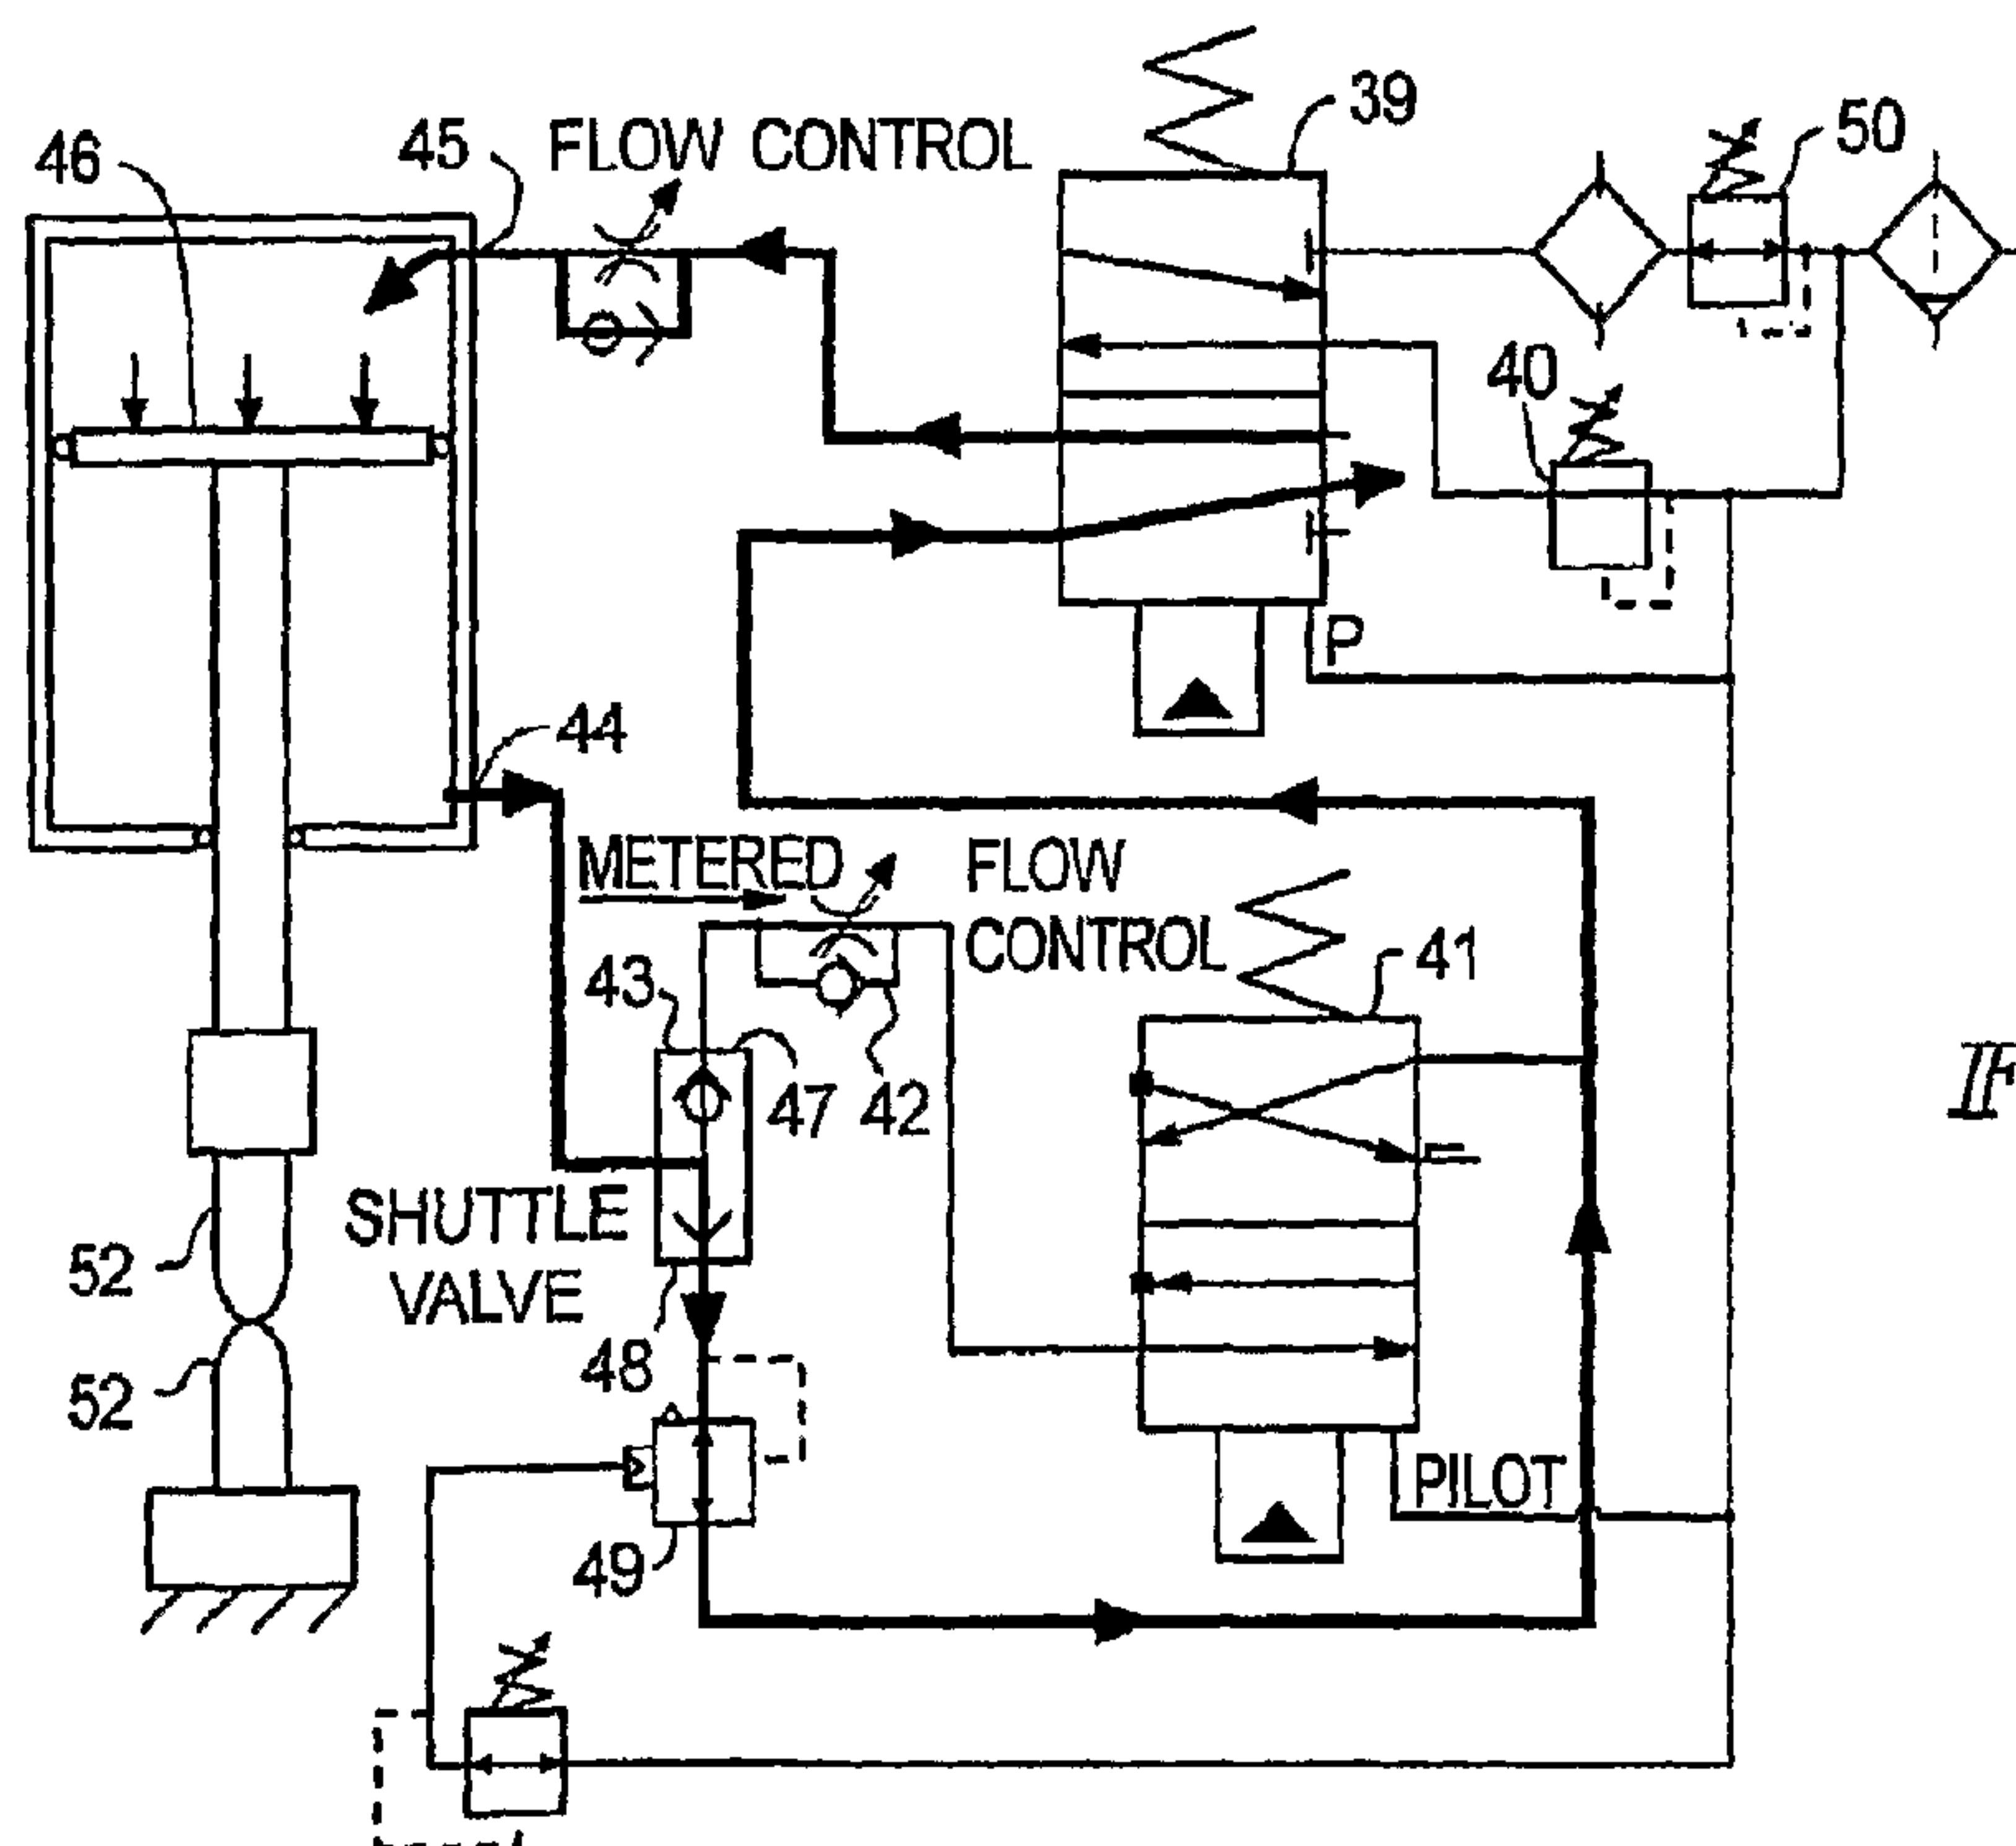 39
50
45
FLOW CONTROL
46
40
P
44
METERED
FLOW
CONTROL
41
43
47
42
SHUTTLE
VALVE
52
48
52
PILOT
49